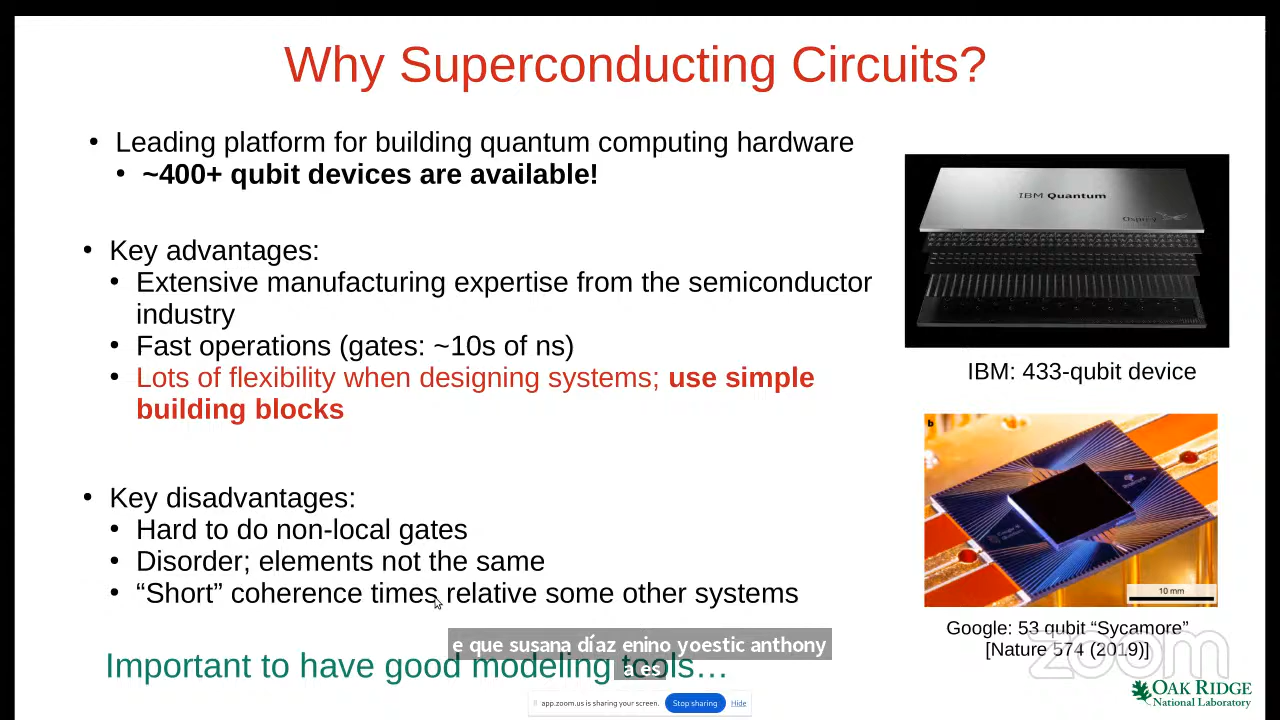 Why Superconducting Circuits?
• Leading platform for building quantum computing hardware
• ~400+ qubit devices are available!
• Key advantages:
• Extensive manufacturing expertise from the semiconductor
industry
• Fast operations (gates: ~10s of ns)
• Lots of flexibility when designing systems; use simple
building blocks
• Key disadvantages:
• Hard to do non-local gates
• Disorder; elements not the same
• “Short” coherence times relative some other systems
Important to have good modeling tools…
IBM Quantum
Osprey
IBM: 433-qubit device
b
10 mm
Google: 53 qubit “Sycamore”
[Nature 574 (2019)]
zoom
OAK RIDGE
National Laboratory
e que susana díaz enino yoestic anthony
a es
app.zoom.us is sharing your screen.
Stop sharing
Hide